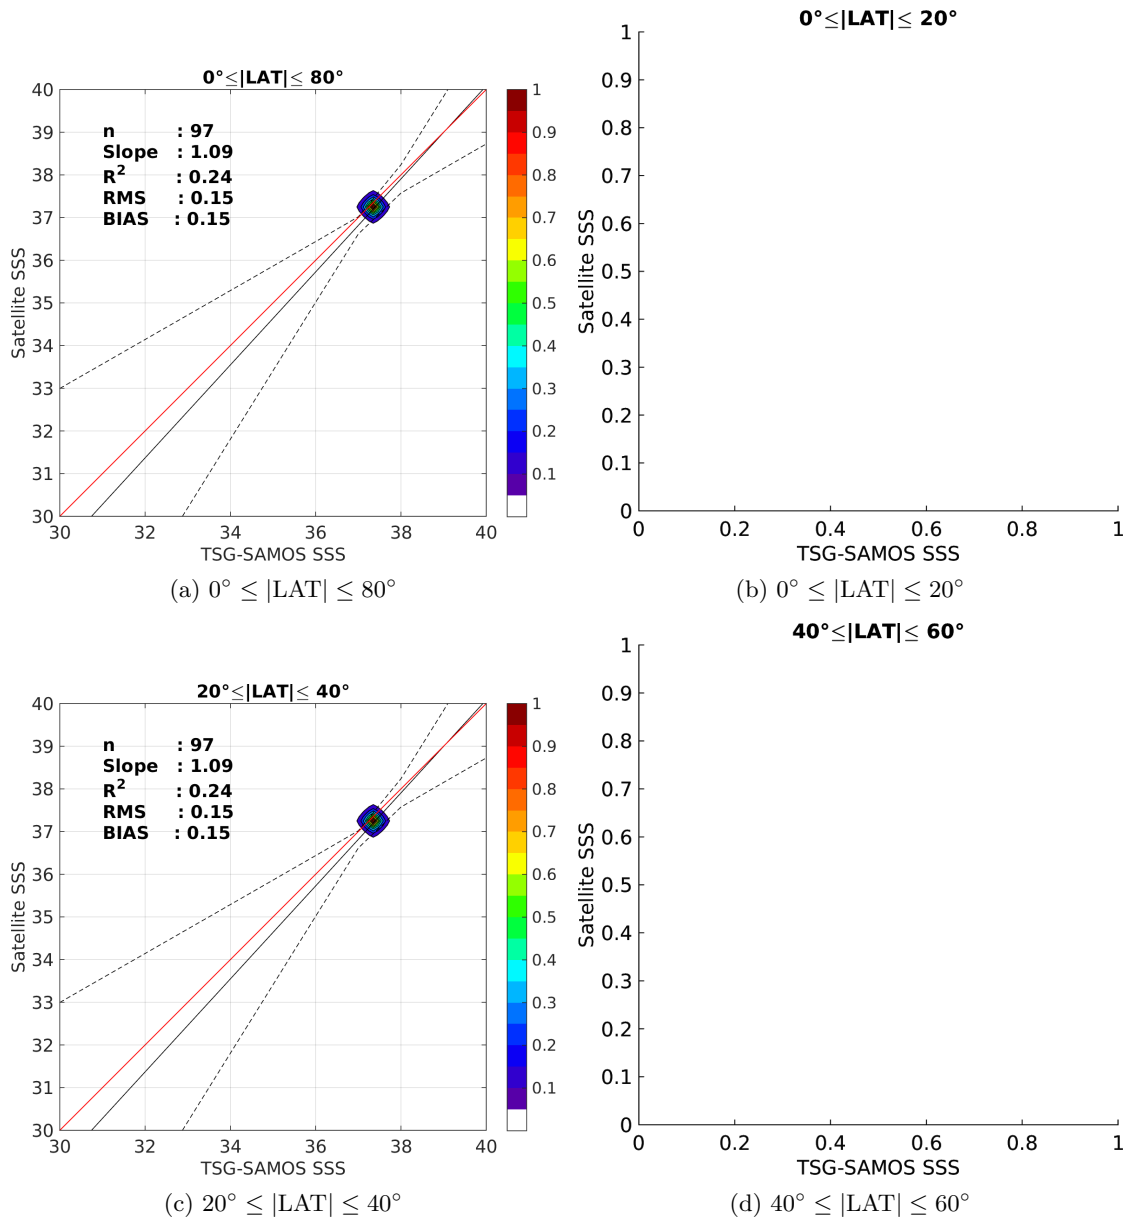 0°≤|LAT|≤ 80°
40
39
38
37
36
35
34
33
32
31
30
30 32 34 36 38 40
Satellite SSS
TSG-SAMOS SSS
n : 97
Slope : 1.09
R² : 0.24
RMS : 0.15
BIAS : 0.15
1
0.9
0.8
0.7
0.6
0.5
0.4
0.3
0.2
0.1
(a) 0° ≤ |LAT| ≤ 80°
0°≤|LAT|≤ 20°
1
0.9
0.8
0.7
0.6
0.5
0.4
0.3
0.2
0.1
0
0 0.2 0.4 0.6 0.8 1
Satellite SSS
TSG-SAMOS SSS
(b) 0° ≤ |LAT| ≤ 20°
20°≤|LAT|≤ 40°
40
39
38
37
36
35
34
33
32
31
30
30 32 34 36 38 40
Satellite SSS
TSG-SAMOS SSS
n : 97
Slope : 1.09
R² : 0.24
RMS : 0.15
BIAS : 0.15
1
0.9
0.8
0.7
0.6
0.5
0.4
0.3
0.2
0.1
(c) 20° ≤ |LAT| ≤ 40°
40°≤|LAT|≤ 60°
1
0.9
0.8
0.7
0.6
0.5
0.4
0.3
0.2
0.1
0
0 0.2 0.4 0.6 0.8 1
Satellite SSS
TSG-SAMOS SSS
(d) 40° ≤ |LAT| ≤ 60°